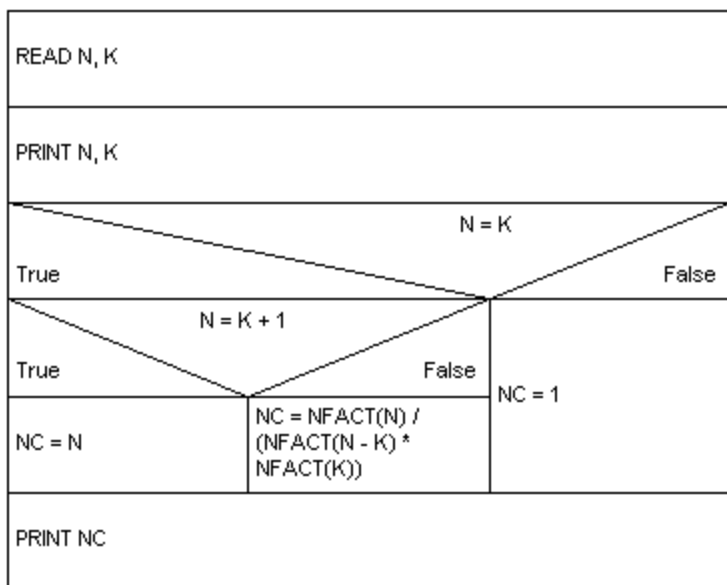 READ N, K
PRINT N, K
N = K
True
False
N = K + 1
True
False
NC = N
NC = NFACT(N) /
(NFACT(N - K) *
NFACT(K))
NC = 1
PRINT NC